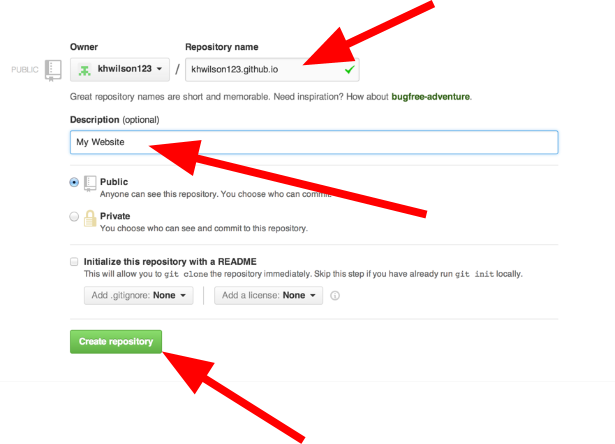 Owner Repository name
PUBLIC khwilson123 / khwilson123.github.io
Great repository names are short and memorable. Need inspiration? How about bugfree-adventure.
Description (optional)
My Website
Public
Anyone can see this repository. You choose who can commit.
Private
You choose who can see and commit to this repository.
Initialize this repository with a README
This will allow you to git clone the repository immediately. Skip this step if you have already run git init locally.
Add .gitignore: None Add a license: None
Create repository